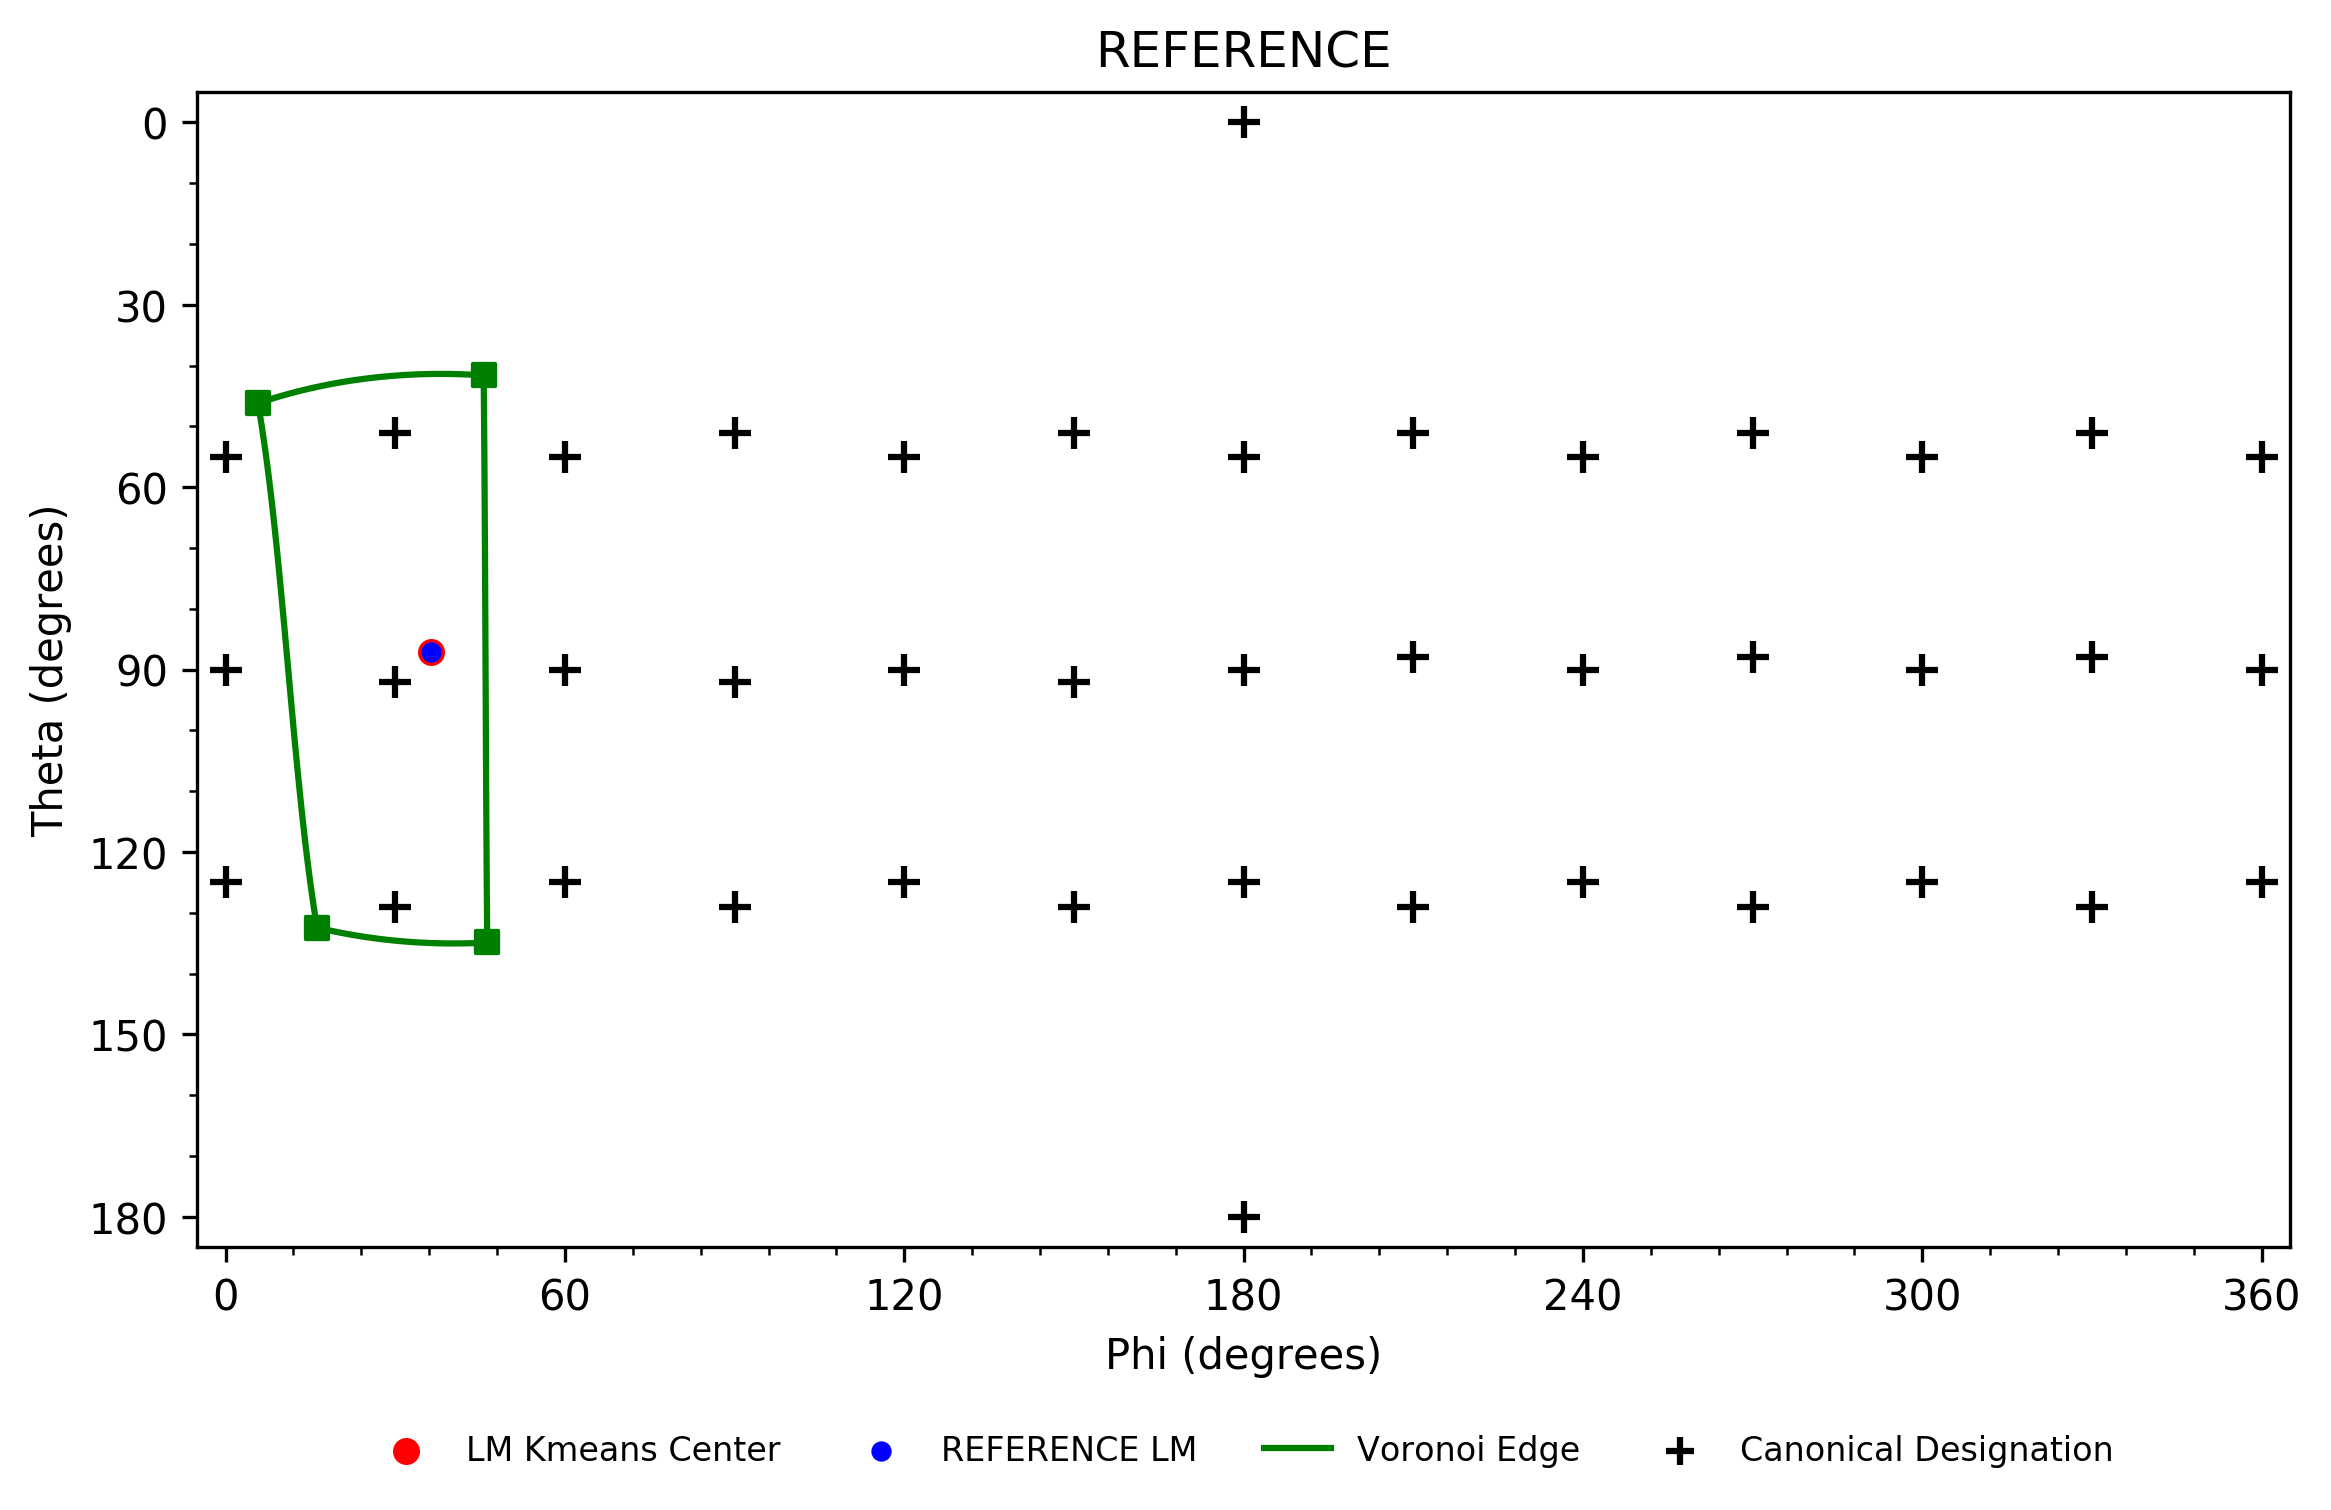 REFERENCE
0
30
60
90
120
150
180
Theta (degrees)
0 60 120 180 240 300 360
Phi (degrees)
LM Kmeans Center REFERENCE LM Voronoi Edge Canonical Designation